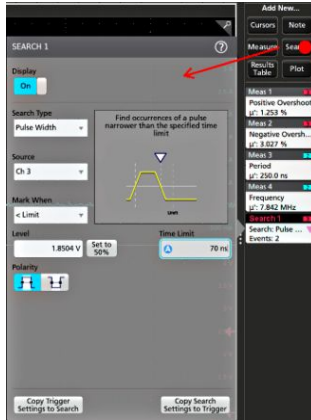 Add New...
Cursors
Note
Measure
Results
Table
Plot
SEARCH 1
Display
On
Search Type
Pulse Width
Find occurrences of a pulse
narrower than the specified time
limit
Source
Ch 3
Mark When
< Limit
Level
1.8504 V
Set to
50%
Time Limit
70 ns
Polarity
Copy Trigger
Settings to Search
Copy Search
Settings to Trigger
Meas 1
Positive Overshoot
µ': 1.253 %
Meas 2
Negative Oversh...
µ': 3.027 %
Meas 3
Period
µ': 250.0 ns
Meas 4
Frequency
µ': 7.842 MHz
Search 1
Search: Pulse ...
Events: 2